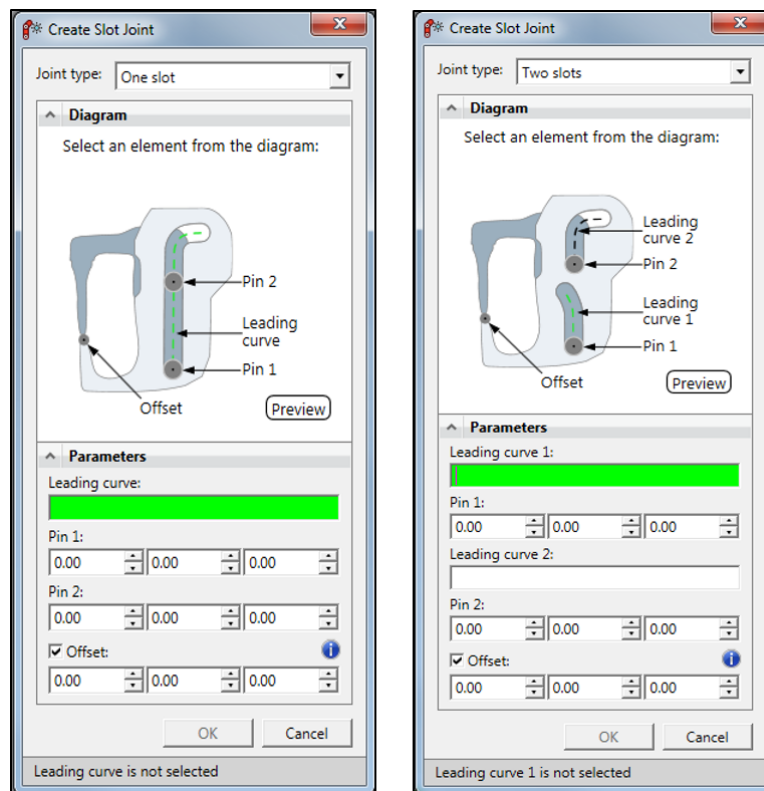 Create Slot Joint
Joint type: One slot
Diagram
Select an element from the diagram:
Pin 2
Leading
curve
Pin 1
Offset
Preview
Parameters
Leading curve:
Pin 1:
0.00 0.00 0.00
Pin 2:
0.00 0.00 0.00
Offset:
0.00 0.00 0.00
OK Cancel
Leading curve is not selected
Create Slot Joint
Joint type: Two slots
Diagram
Select an element from the diagram:
Leading
curve 2
Pin 2
Leading
curve 1
Pin 1
Offset
Preview
Parameters
Leading curve 1:
Pin 1:
0.00 0.00 0.00
Leading curve 2:
Pin 2:
0.00 0.00 0.00
Offset:
0.00 0.00 0.00
OK Cancel
Leading curve 1 is not selected